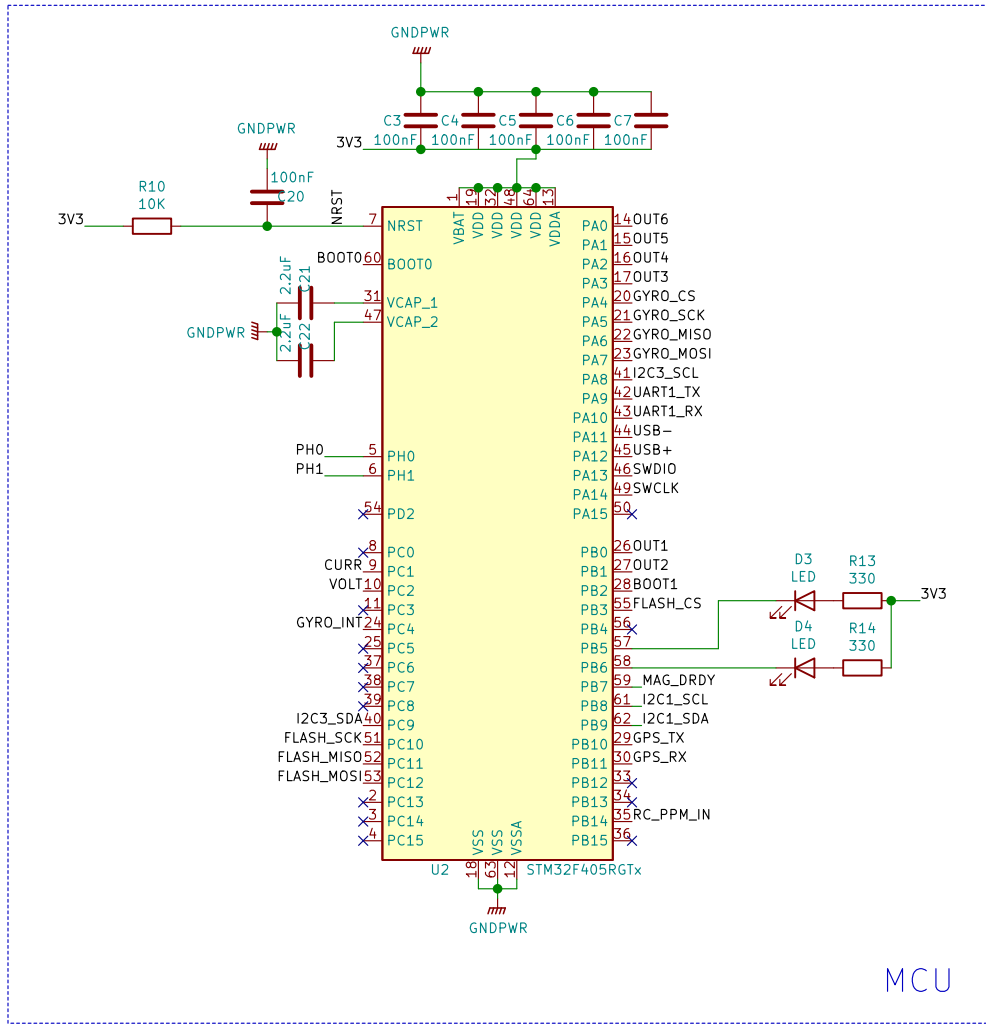 GNDPWR
C3
C4
C5
C6
C7
100nF
100nF
100nF
100nF
100nF
3V3
GNDPWR
100nF
C20
R10
10K
3V3
NRST
1
19
32
48
64
13
VBAT
VDD
VDD
VDD
VDD
VDDA
7 NRST
BOOT0 60 BOOT0
2.2uF
C21
31 VCAP_1
47 VCAP_2
GNDPWR
2.2uF
C22
PH0 5 PH0
PH1 6 PH1
54 PD2
8 PC0
CURR 9 PC1
VOLT 10 PC2
11 PC3
GYRO_INT 24 PC4
25 PC5
37 PC6
38 PC7
39 PC8
I2C3_SDA 40 PC9
FLASH_SCK 51 PC10
FLASH_MISO 52 PC11
FLASH_MOSI 53 PC12
2 PC13
3 PC14
4 PC15
PA0 14 OUT6
PA1 15 OUT5
PA2 16 OUT4
PA3 17 OUT3
PA4 20 GYRO_CS
PA5 21 GYRO_SCK
PA6 22 GYRO_MISO
PA7 23 GYRO_MOSI
PA8 41 I2C3_SCL
PA9 42 UART1_TX
PA10 43 UART1_RX
PA11 44 USB-
PA12 45 USB+
PA13 46 SWDIO
PA14 49 SWCLK
PA15 50
PB0 26 OUT1
PB1 27 OUT2
PB2 28 BOOT1
PB3 55 FLASH_CS
PB4 56
PB5 57
PB6 58
PB7 59 MAG_DRDY
PB8 61 I2C1_SCL
PB9 62 I2C1_SDA
PB10 29 GPS_TX
PB11 30 GPS_RX
PB12 33
PB13 34
PB14 35 RC_PPM_IN
PB15 36
D3
LED
R13
330
3V3
D4
LED
R14
330
VSS
VSS
VSSA
18
63
12
U2
STM32F405RGTx
GNDPWR
MCU